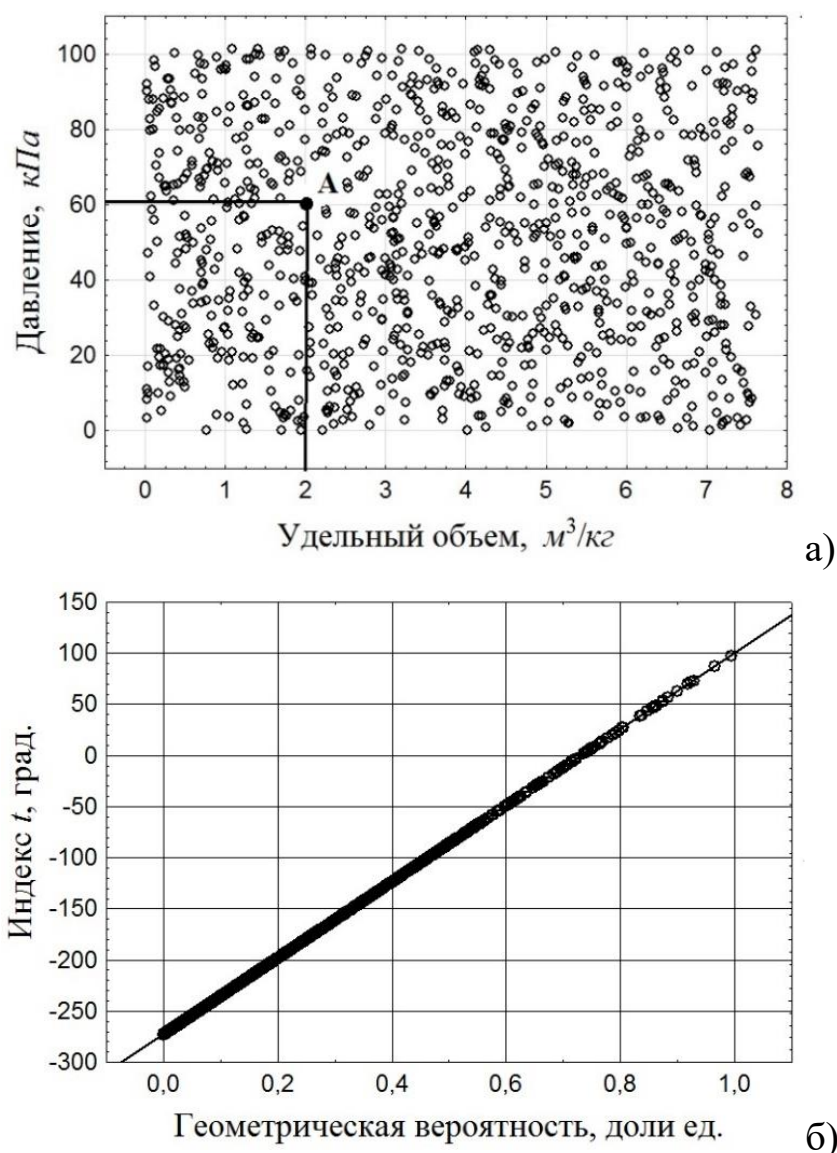 100
80
60
40
20
0
Давление, кПа
A
0 1 2 3 4 5 6 7 8
Удельный объем, м³/кг
а)
150
100
50
0
-50
-100
-150
-200
-250
-300
Индекс t, град.
0,0 0,2 0,4 0,6 0,8 1,0
Геометрическая вероятность, доли ед.
б)